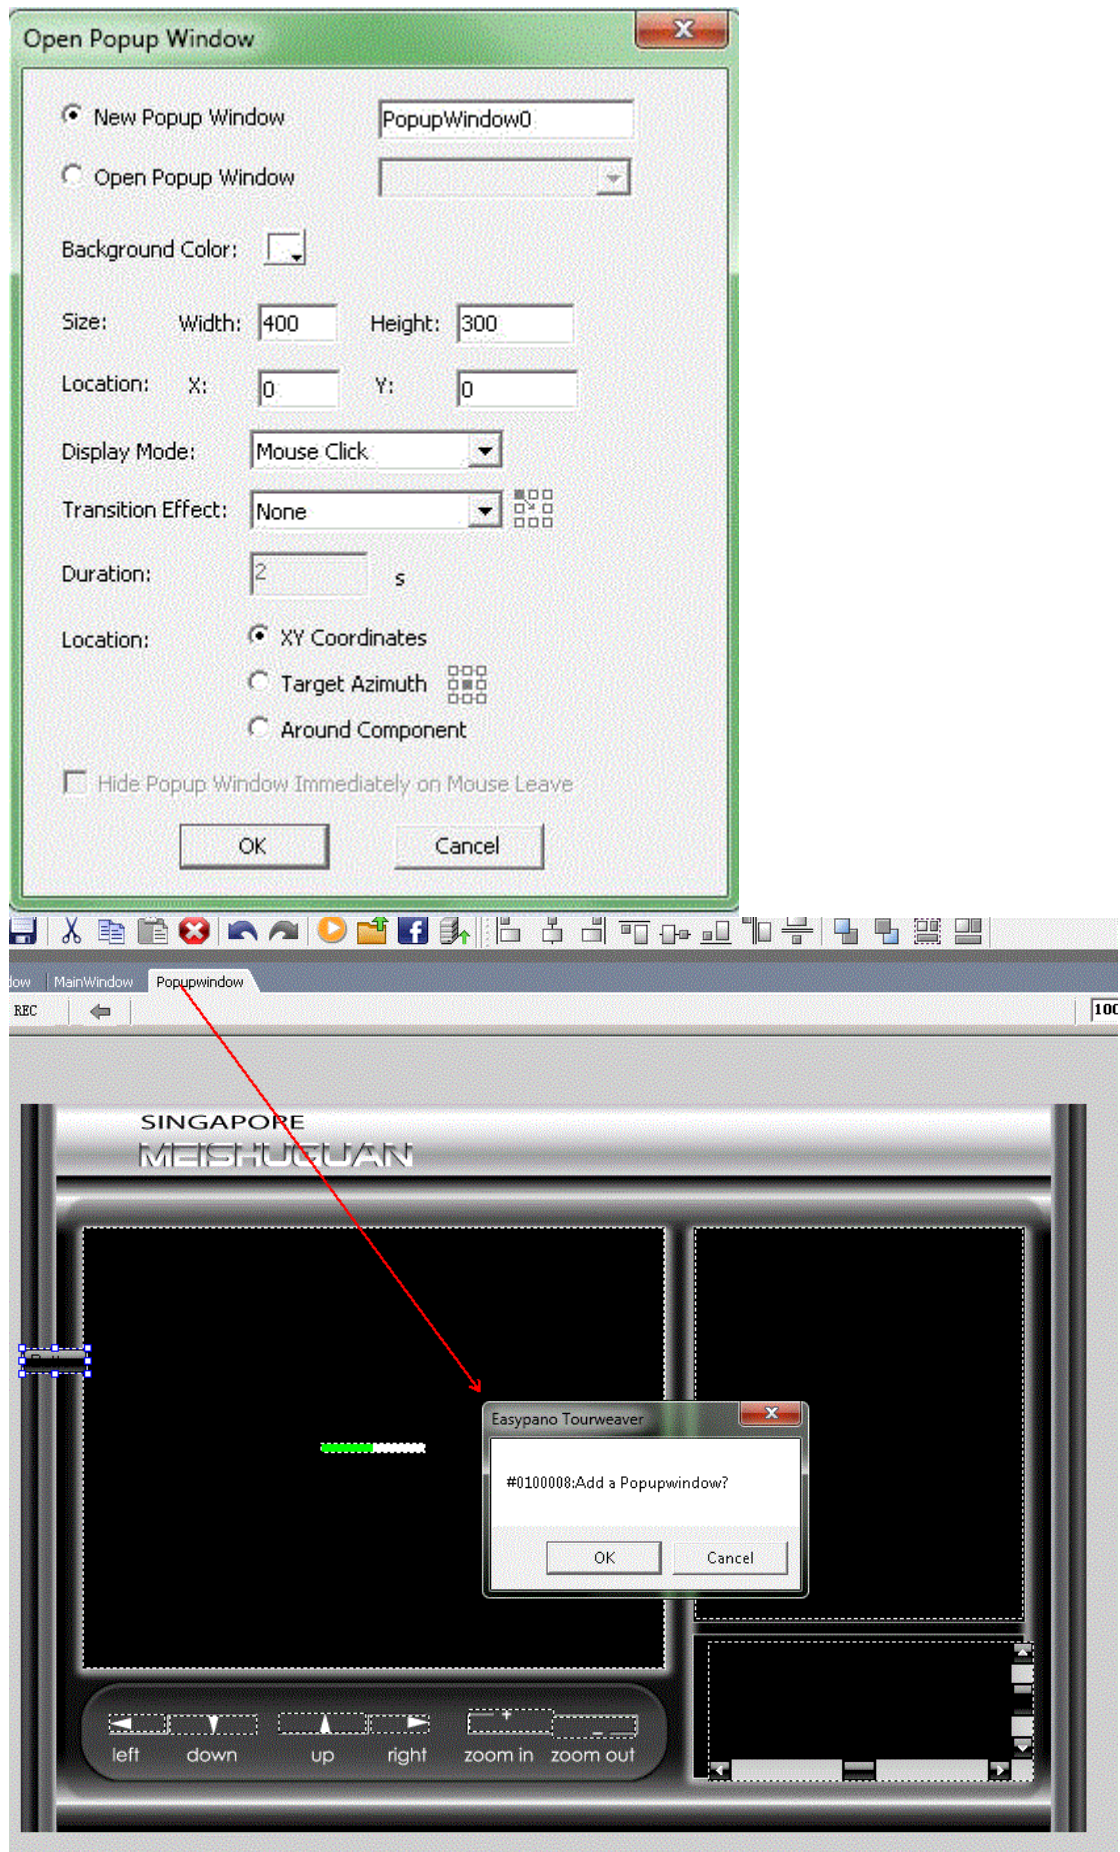 Open Popup Window
New Popup Window PopupWindow0
Open Popup Window
Background Color:
Size: Width: 400 Height: 300
Location: X: 0 Y: 0
Display Mode: Mouse Click
Transition Effect: None
Duration: 2 s
Location: XY Coordinates
Target Azimuth
Around Component
Hide Popup Window Immediately on Mouse Leave
OK Cancel
dow MainWindow Popupwindow
REC 100
SINGAPORE
MEISHUGUAN
Easypano Tourweaver
#0100008:Add a Popupwindow?
OK Cancel
left down up right zoom in zoom out